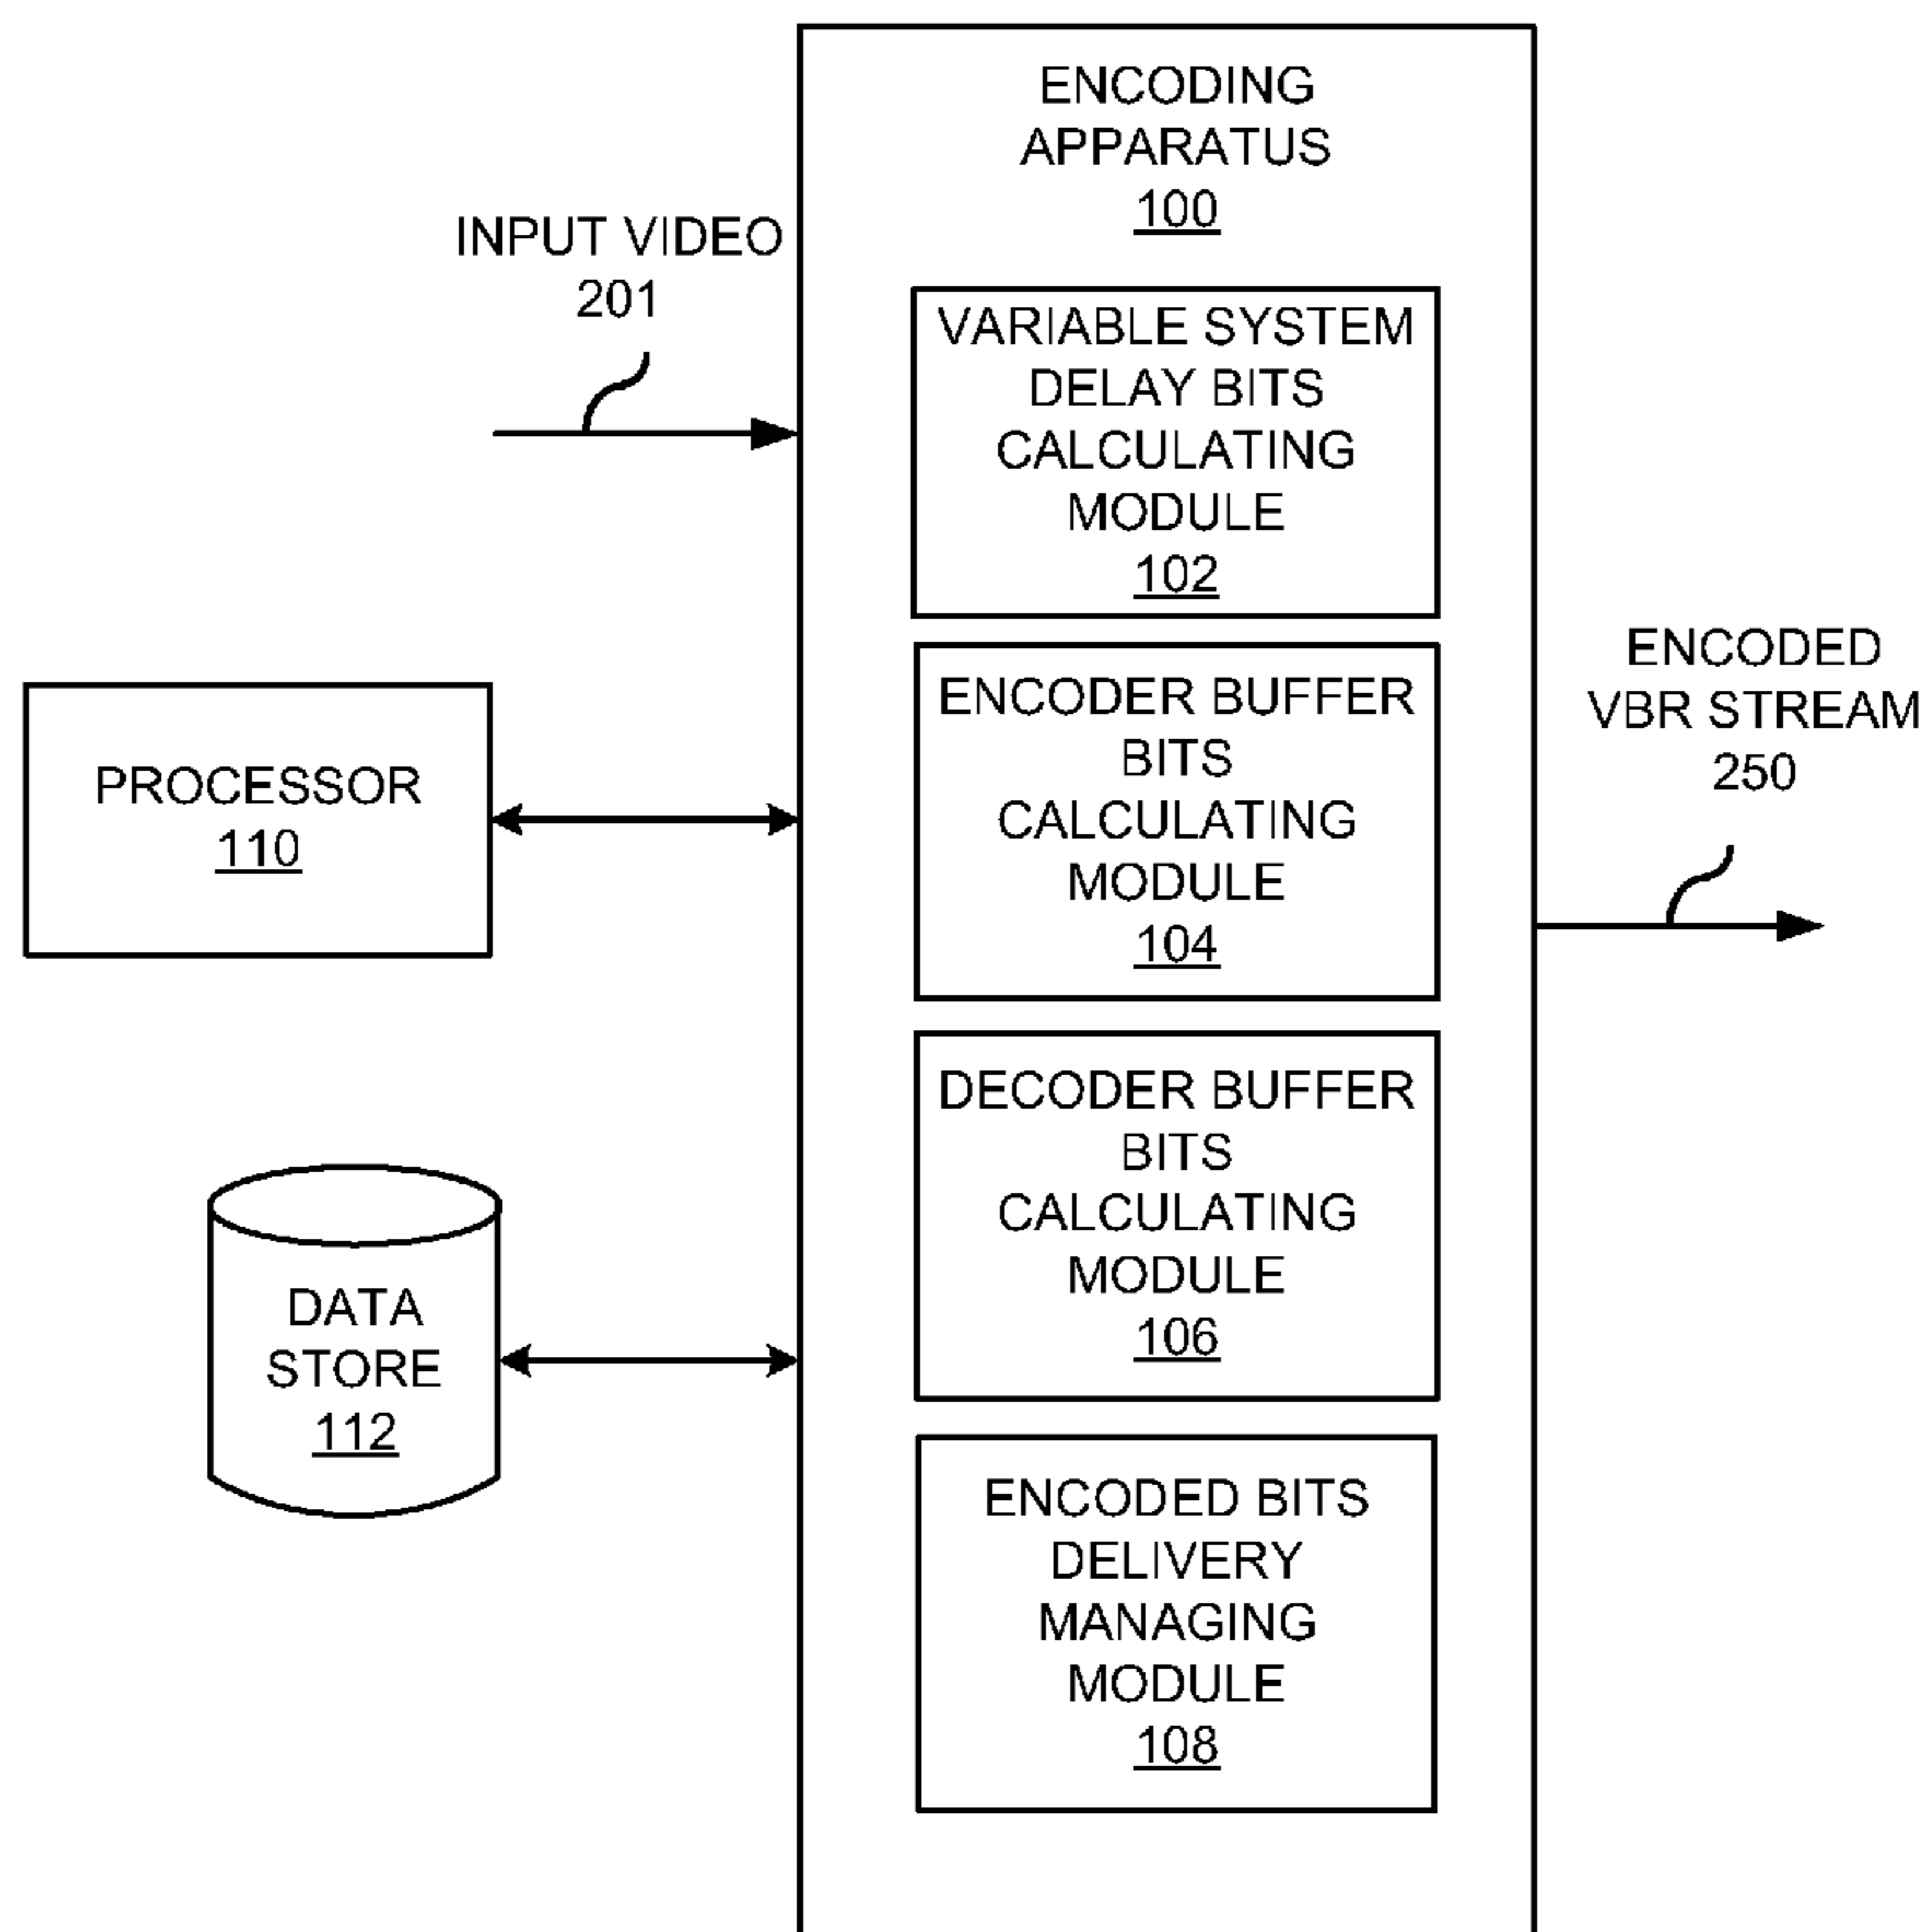 ENCODING
APPARATUS
100
INPUT VIDEO
201
VARIABLE SYSTEM
DELAY BITS
CALCULATING
MODULE
102
ENCODER BUFFER
BITS
CALCULATING
MODULE
104
ENCODED
VBR STREAM
250
PROCESSOR
110
DECODER BUFFER
BITS
CALCULATING
MODULE
106
DATA
STORE
112
ENCODED BITS
DELIVERY
MANAGING
MODULE
108